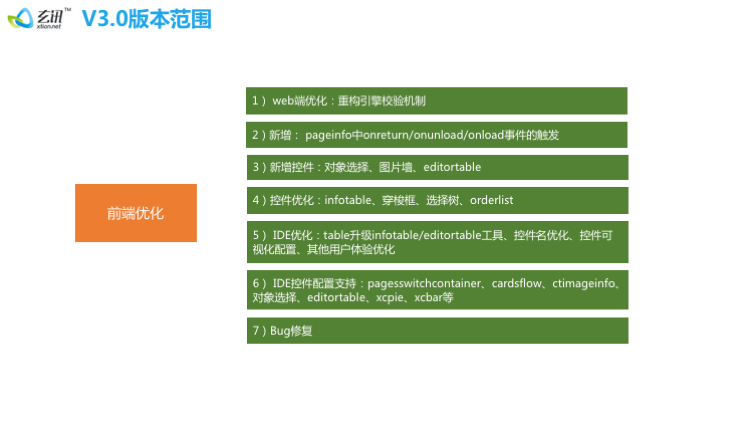 玄讯™
xtion.net
V3.0版本范围
前端优化
1） web端优化：重构引擎校验机制
2）新增： pageinfo中onreturn/onunload/onload事件的触发
3）新增控件：对象选择、图片墙、editortable
4）控件优化：infotable、穿梭框、选择树、orderlist
5） IDE优化：table升级infotable/editortable工具、控件名优化、控件可
视化配置、其他用户体验优化
6） IDE控件配置支持：pagesswitchcontainer、cardsflow、ctimageinfo、
对象选择、editortable、xcpie、xcbar等
7）Bug修复